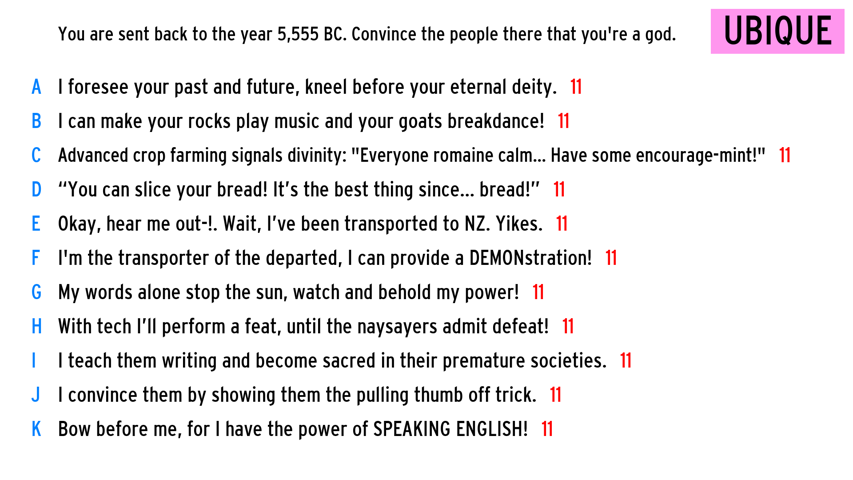 You are sent back to the year 5,555 BC. Convince the people there that you're a god.
UBIQUE
A I foresee your past and future, kneel before your eternal deity. 11
B I can make your rocks play music and your goats breakdance! 11
C Advanced crop farming signals divinity: "Everyone romaine calm... Have some encourage-mint!" 11
D “You can slice your bread! It’s the best thing since... bread!” 11
E Okay, hear me out-!. Wait, I’ve been transported to NZ. Yikes. 11
F I'm the transporter of the departed, I can provide a DEMONstration! 11
G My words alone stop the sun, watch and behold my power! 11
H With tech I’ll perform a feat, until the naysayers admit defeat! 11
I I teach them writing and become sacred in their premature societies. 11
J I convince them by showing them the pulling thumb off trick. 11
K Bow before me, for I have the power of SPEAKING ENGLISH! 11